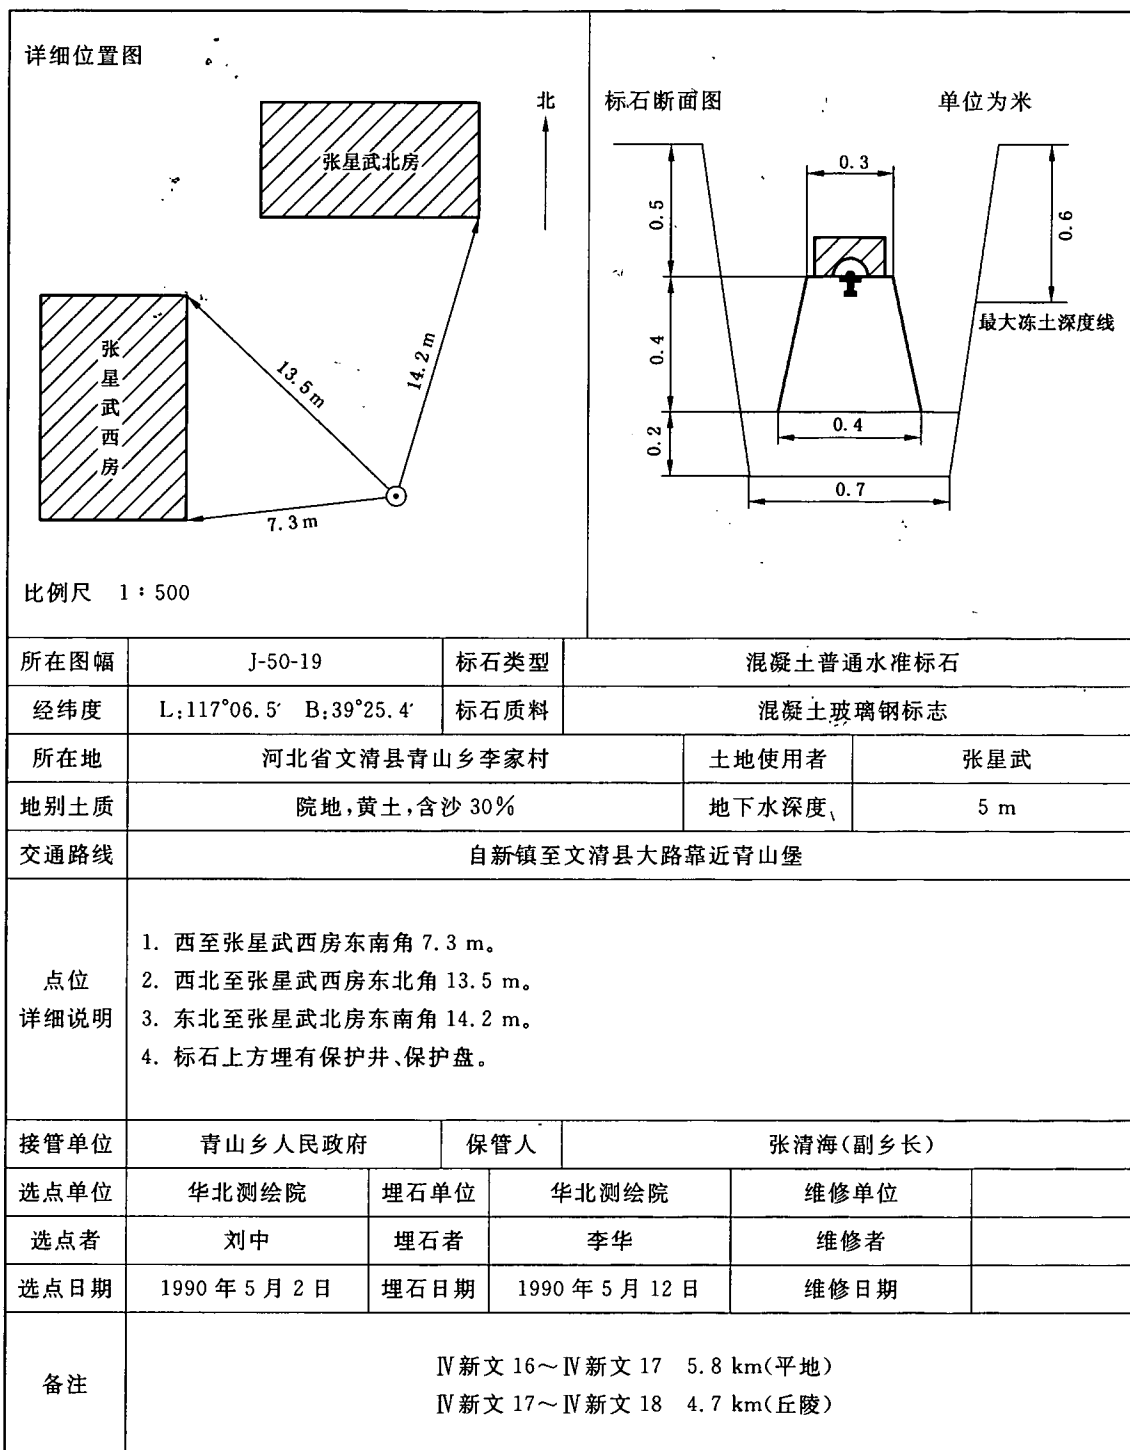 详细位置图
北
张星武北房
张星武西房
13.5 m
14.2 m
7.3 m
比例尺 1：500
标石断面图 单位为米
0.3
0.5
0.6
最大冻土深度线
0.4
0.4
0.2
0.7
所在图幅 J-50-19 标石类型 混凝土普通水准标石
经纬度 L:117°06.5′ B:39°25.4′ 标石质料 混凝土玻璃钢标志
所在地 河北省文清县青山乡李家村 土地使用者 张星武
地别土质 院地,黄土,含沙 30% 地下水深度 5 m
交通路线 自新镇至文清县大路靠近青山堡
点位
详细说明
1. 西至张星武西房东南角 7.3 m。
2. 西北至张星武西房东北角 13.5 m。
3. 东北至张星武北房东南角 14.2 m。
4. 标石上方埋有保护井、保护盘。
接管单位 青山乡人民政府 保管人 张清海(副乡长)
选点单位 华北测绘院 埋石单位 华北测绘院 维修单位
选点者 刘中 埋石者 李华 维修者
选点日期 1990 年 5 月 2 日 埋石日期 1990 年 5 月 12 日 维修日期
备注
Ⅳ新文 16～Ⅳ新文 17 5.8 km(平地)
Ⅳ新文 17～Ⅳ新文 18 4.7 km(丘陵)